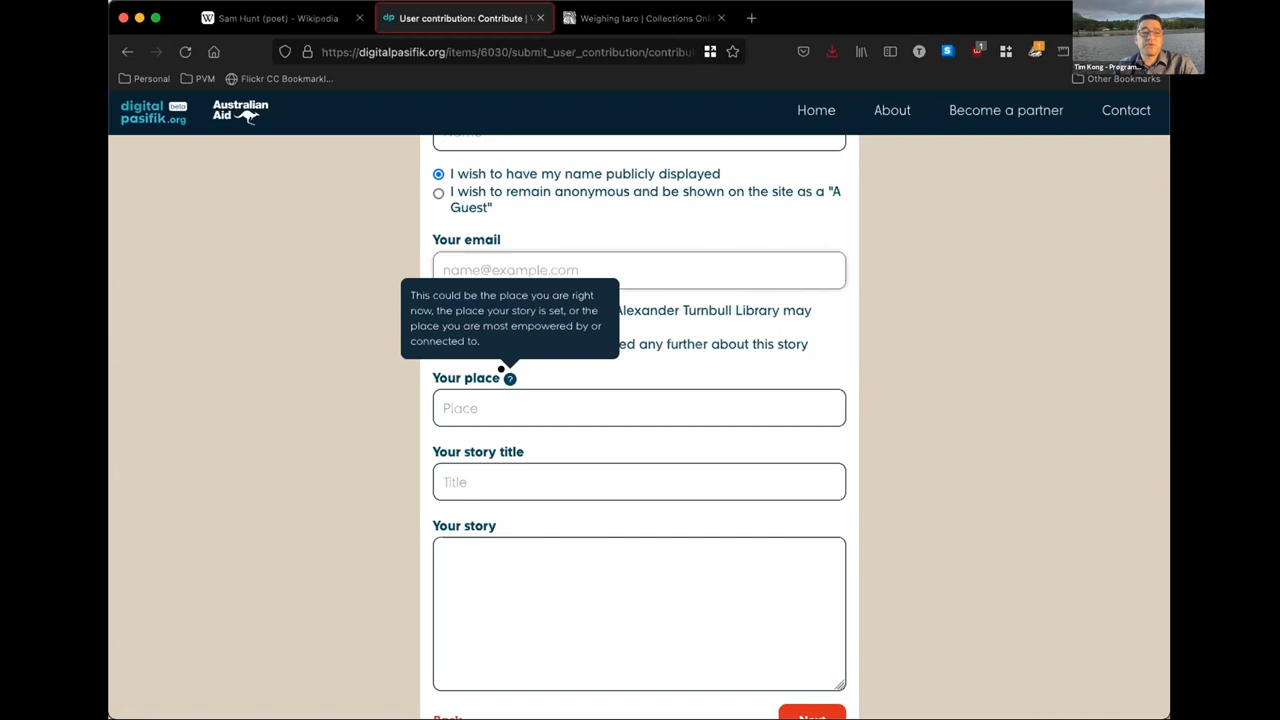 Sam Hunt (poet) - Wikipedia
dp User contribution: Contribute |
Weighing taro | Collections Onli
https://digitalpasifik.org/items/6030/submit_user_contribution/contribu
Personal
PVM
Flickr CC Bookmarkl...
Other Bookmarks
Tim Kong - Program...
digital pasifik.org beta
Australian Aid
Home
About
Become a partner
Contact
Name
I wish to have my name publicly displayed
I wish to remain anonymous and be shown on the site as a "A
Guest"
Your email
name@example.com
This could be the place you are right
now, the place your story is set, or the
place you are most empowered by or
connected to.
Alexander Turnbull Library may
ed any further about this story
Your place ?
Place
Your story title
Title
Your story
Back
Next